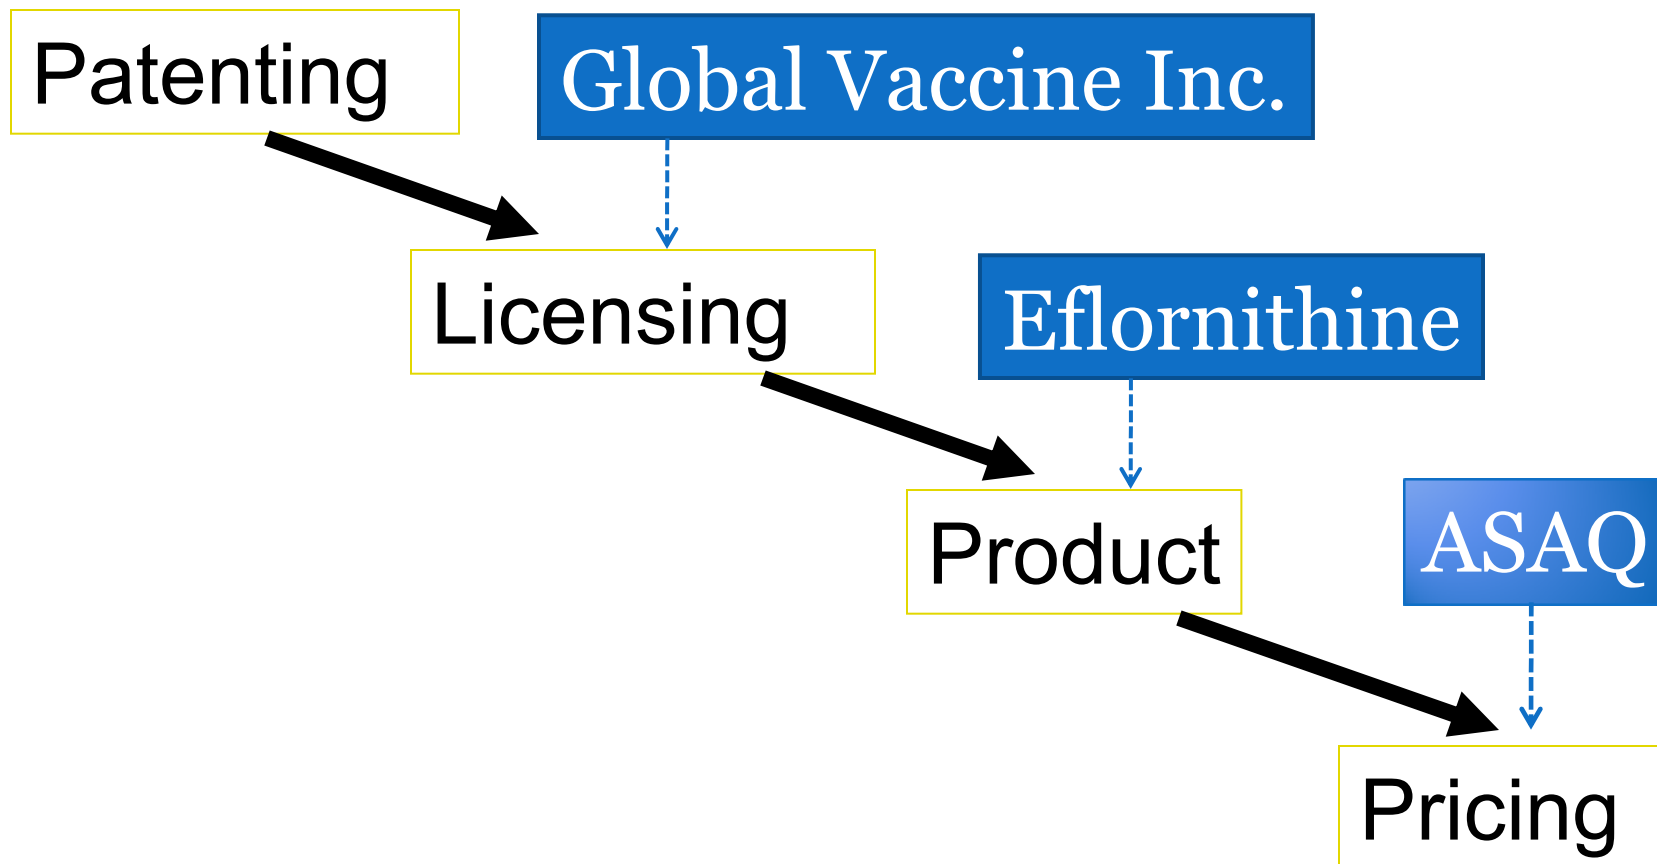 Patenting
Global Vaccine Inc.
Licensing
Eflornithine
Product
ASAQ
Pricing